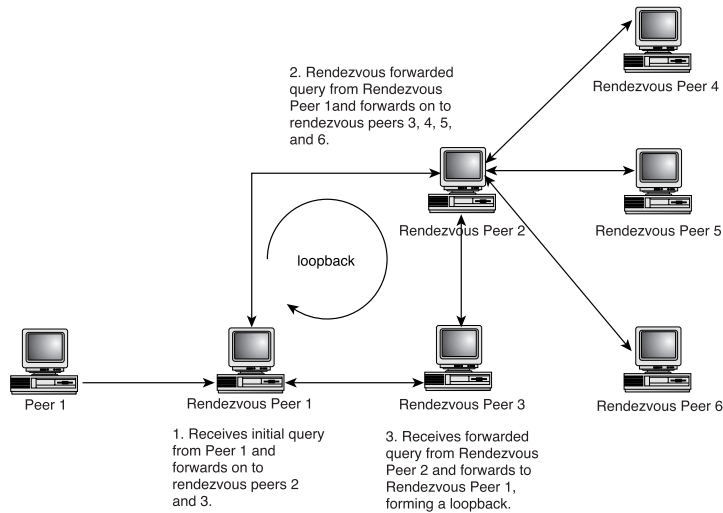 Rendezvous Peer 4
2. Rendezvous forwarded
query from Rendezvous
Peer 1and forwards on to
rendezvous peers 3, 4, 5,
and 6.
Rendezvous Peer 2
Rendezvous Peer 5
loopback
Peer 1
Rendezvous Peer 1
Rendezvous Peer 3
Rendezvous Peer 6
1. Receives initial query
from Peer 1 and
forwards on to
rendezvous peers 2
and 3.
3. Receives forwarded
query from Rendezvous
Peer 2 and forwards to
Rendezvous Peer 1,
forming a loopback.